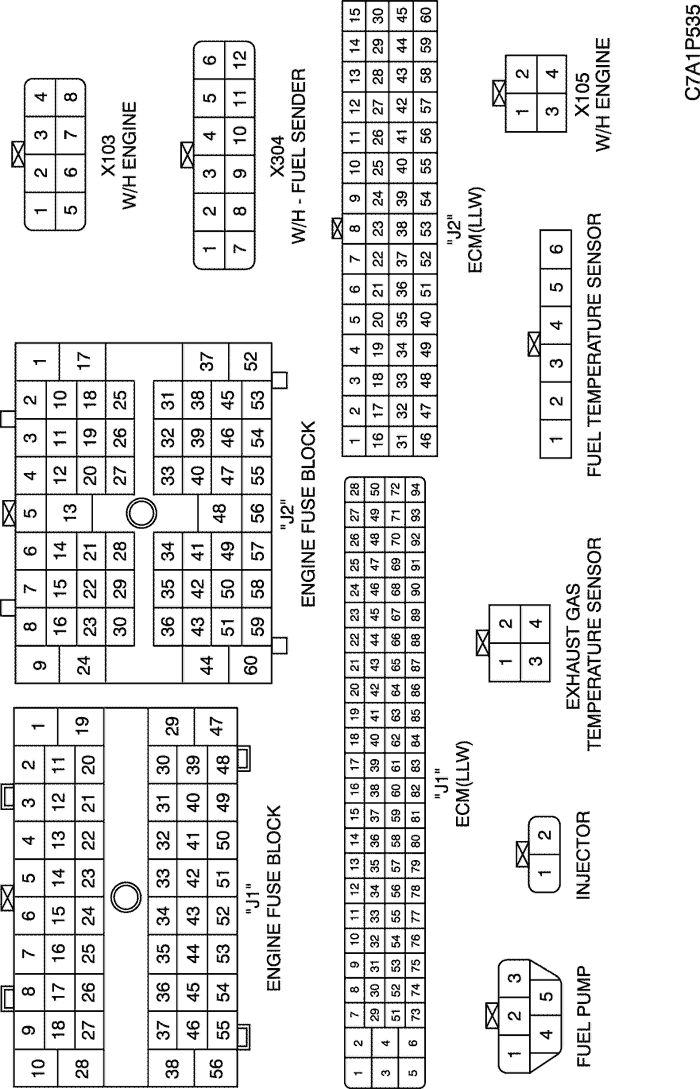 10 9 8 7 6 5 4 3 2 1
18 17 16 15 14 13 12 11
28 27 26 25 24 23 22 21 20 19
38 37 36 35 34 33 32 31 30 29
46 45 44 43 42 41 40 39
56 55 54 53 52 51 50 49 48 47
"J1"
ENGINE FUSE BLOCK
9 8 7 6 5 4 3 2 1
16 15 14 13 12 11 10
24 23 22 21 20 19 18 17
30 29 28 27 26 25
36 35 34 33 32 31
44 43 42 41 40 39 38 37
51 50 49 48 47 46 45
60 59 58 57 56 55 54 53 52
"J2"
ENGINE FUSE BLOCK
1 2 3 4
5 6 7 8
X103
W/H ENGINE
1 2 3 4 5 6
7 8 9 10 11 12
X304
W/H - FUEL SENDER
1 2 7 8 9 10 11 12 13 14 15 16 17 18 19 20 21 22 23 24 25 26 27 28
3 4 29 30 31 32 33 34 35 36 37 38 39 40 41 42 43 44 45 46 47 48 49 50
51 52 53 54 55 56 57 58 59 60 61 62 63 64 65 66 67 68 69 70 71 72
5 6 73 74 75 76 77 78 79 80 81 82 83 84 85 86 87 88 89 90 91 92 93 94
"J1"
ECM(LLW)
1 2 3 4 5 6 7 8 9 10 11 12 13 14 15
16 17 18 19 20 21 22 23 24 25 26 27 28 29 30
31 32 33 34 35 36 37 38 39 40 41 42 43 44 45
46 47 48 49 40 51 52 53 54 55 56 57 58 59 60
"J2"
ECM(LLW)
1 2 3
4 5
FUEL PUMP
1 2
INJECTOR
1 2
3 4
EXHAUST GAS
TEMPERATURE SENSOR
1 2 3 4 5 6
FUEL TEMPERATURE SENSOR
1 2
3 4
X105
W/H ENGINE
C7A1P535